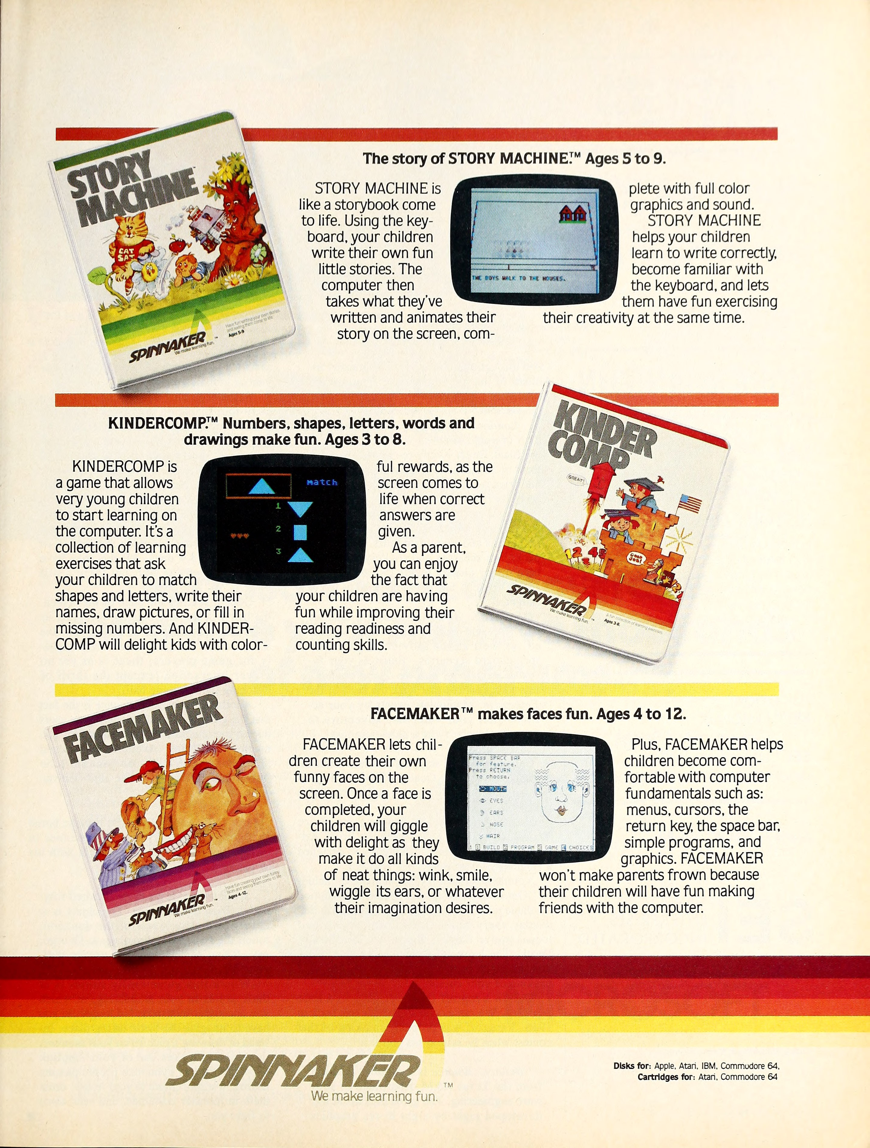 The story of STORY MACHINE.™ Ages 5 to 9.
STORY
MACHINE
CAT
SAT
Ages 5-9
SPINNAKER™
We make learning fun.
STORY MACHINE is
like a storybook come
to life. Using the key-
board, your children
write their own fun
little stories. The
computer then
takes what they've
written and animates their
story on the screen, com-
THE BOYS WALK TO THE HOUSES.
plete with full color
graphics and sound.
STORY MACHINE
helps your children
learn to write correctly,
become familiar with
the keyboard, and lets
them have fun exercising
their creativity at the same time.
KINDERCOMP.™ Numbers, shapes, letters, words and
drawings make fun. Ages 3 to 8.
KINDERCOMP is
a game that allows
very young children
to start learning on
the computer. It's a
collection of learning
exercises that ask
your children to match
shapes and letters, write their
names, draw pictures, or fill in
missing numbers. And KINDER-
COMP will delight kids with color-
match
1
2
3
ful rewards, as the
screen comes to
life when correct
answers are
given.
As a parent,
you can enjoy
the fact that
your children are having
fun while improving their
reading readiness and
counting skills.
KINDER
COMP
GREAT!
GOOD
JOB!
SPINNAKER™
We make learning fun.
Ages 3-8
FACEMAKER™ makes faces fun. Ages 4 to 12.
FACEMAKER™
Ages 4-12.
SPINNAKER™
We make learning fun.
FACEMAKER lets chil-
dren create their own
funny faces on the
screen. Once a face is
completed, your
children will giggle
with delight as they
make it do all kinds
of neat things: wink, smile,
wiggle its ears, or whatever
their imagination desires.
Press SPACE BAR
for feature.
Press RETURN
to choose.
MOUTH
EYES
EARS
NOSE
HAIR
BUILD PROGRAM GAME CHOICES
Plus, FACEMAKER helps
children become com-
fortable with computer
fundamentals such as:
menus, cursors, the
return key, the space bar,
simple programs, and
graphics. FACEMAKER
won't make parents frown because
their children will have fun making
friends with the computer.
SPINNAKER™
We make learning fun.
Disks for: Apple, Atari, IBM, Commudore 64,
Cartridges for: Atari, Commodore 64